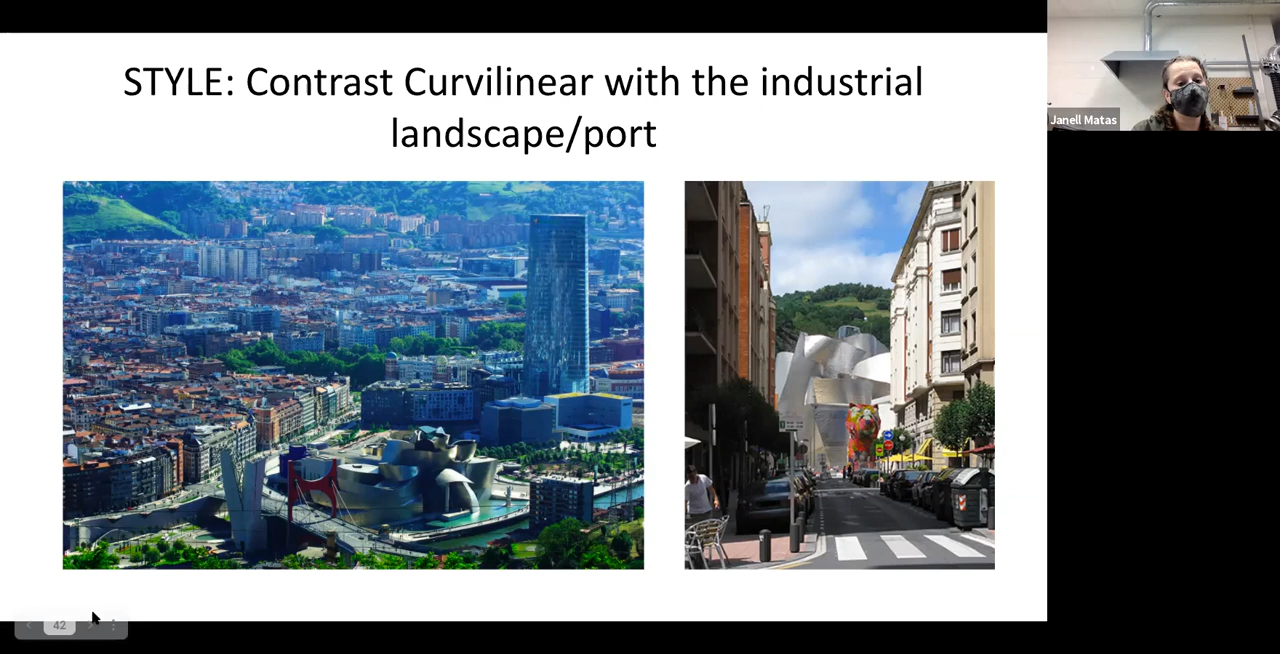 STYLE: Contrast Curvilinear with the industrial
landscape/port
Janell Matas
42